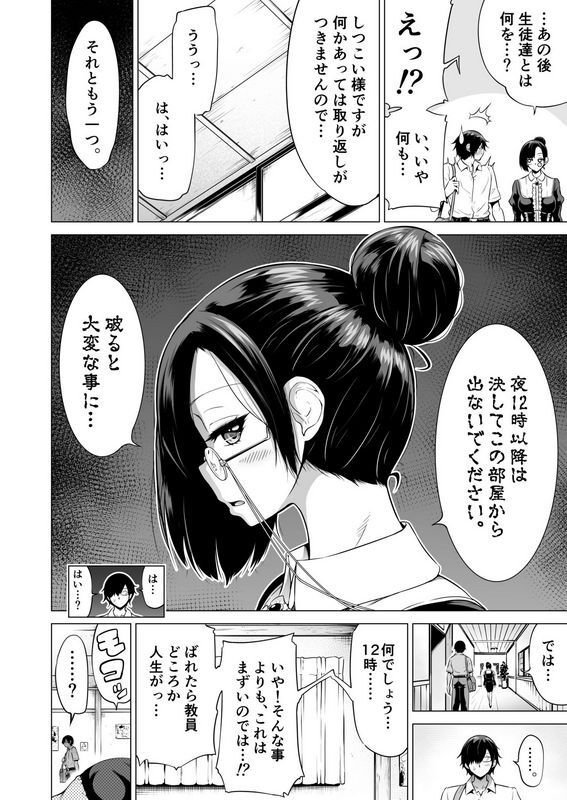 …あの後
生徒達とは
何を…？
えっ!?
い、いや
何も…
しつこい様ですが
何かあっては取り返しが
つきませんので…
ううっ…
は、はいっ…
それともう一つ。
夜12時以降は
決してこの部屋から
出ないでください。
破ると
大変な事に…
は…
はい…？
では…
…。
何でしょう…
12時……
いや！そんな事
よりも、これは
まずいのでは…!?
ばれたら教員
どころか
人生がっ…
モコッ
……？